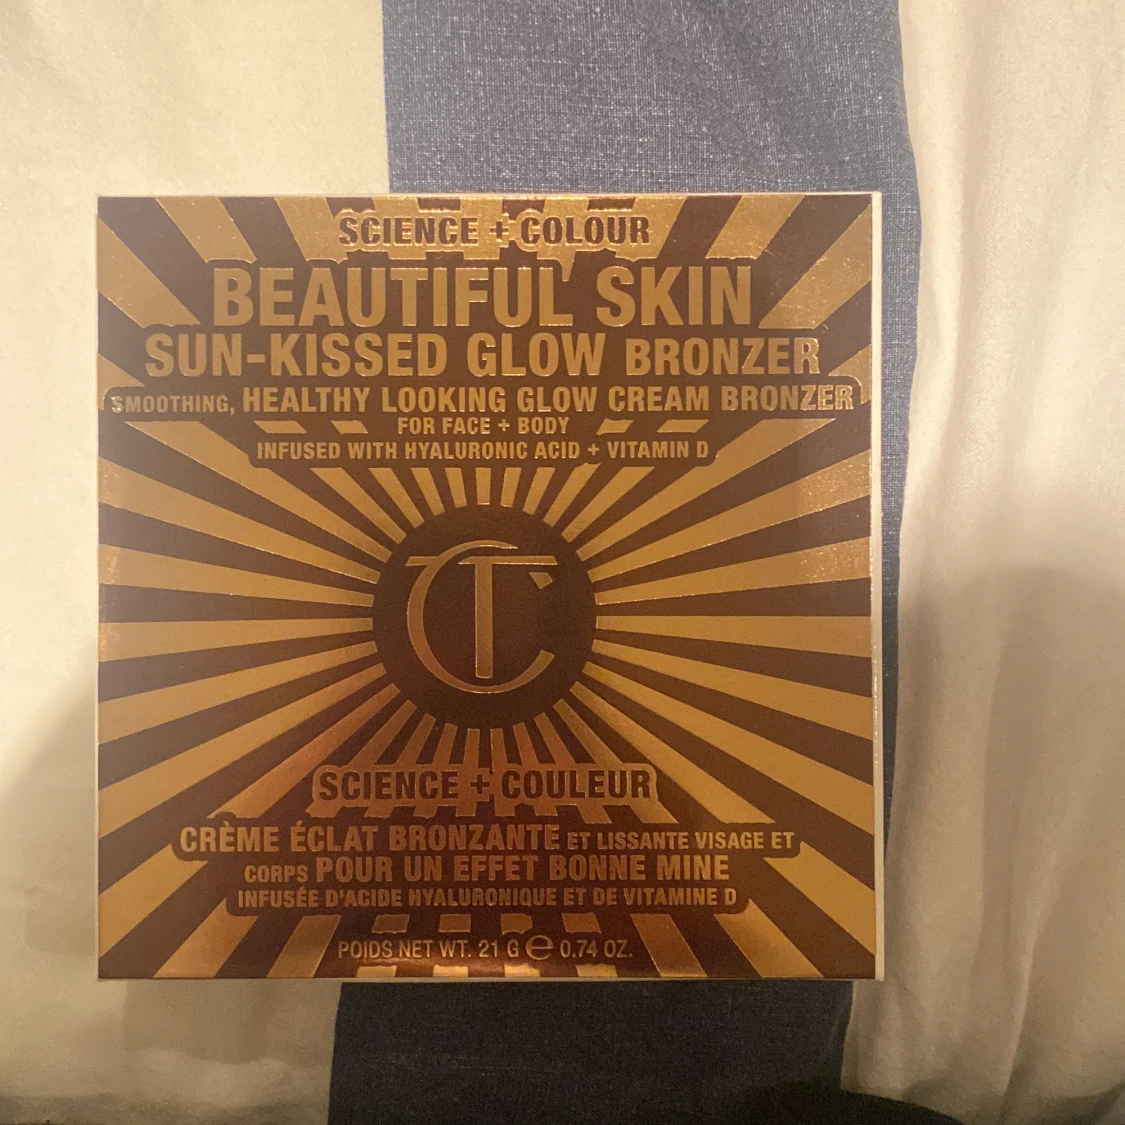 SCIENCE + COLOUR
BEAUTIFUL SKIN
SUN-KISSED GLOW BRONZER
SMOOTHING, HEALTHY LOOKING GLOW CREAM BRONZER
FOR FACE + BODY
INFUSED WITH HYALURONIC ACID + VITAMIN D
CT
SCIENCE + COULEUR
CRÈME ÉCLAT BRONZANTE ET LISSANTE VISAGE ET
CORPS POUR UN EFFET BONNE MINE
INFUSÉE D'ACIDE HYALURONIQUE ET DE VITAMINE D
POIDS NET WT. 21 G ℮ 0.74 OZ.